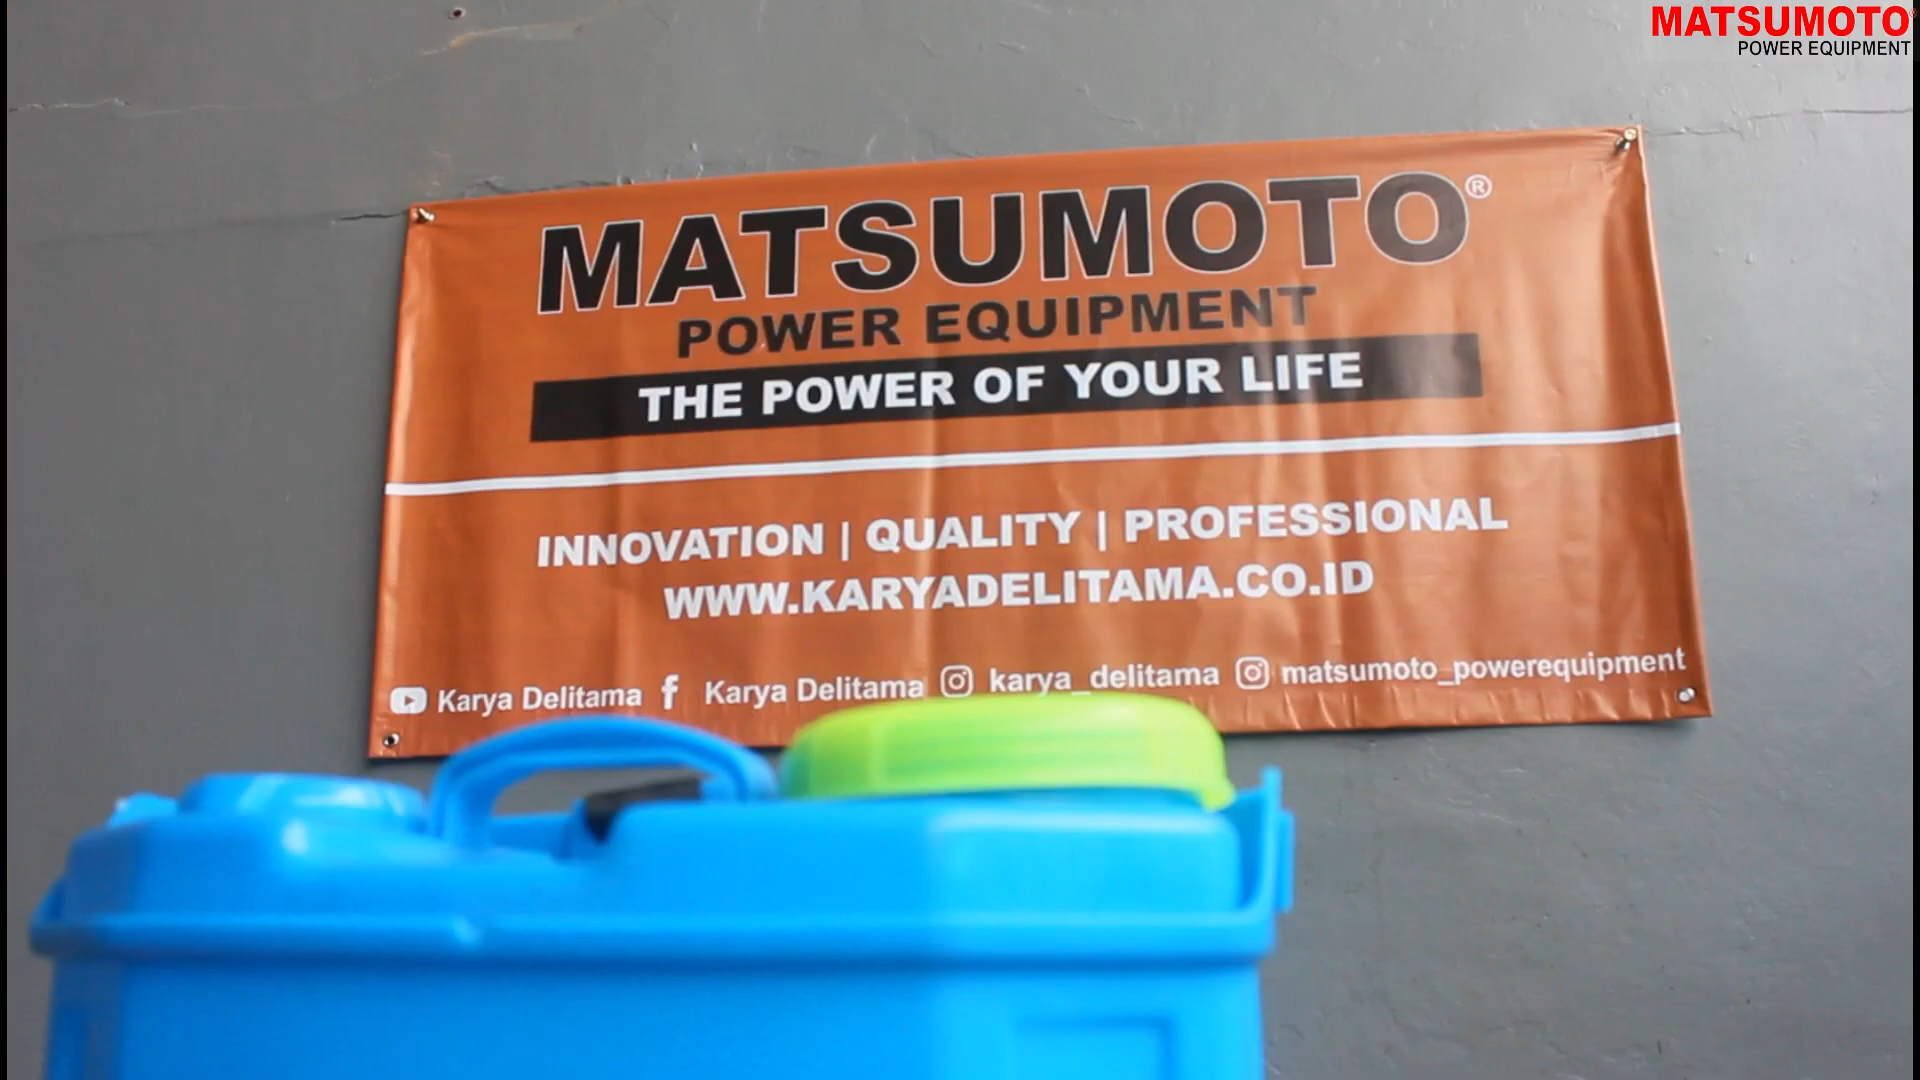 MATSUMOTO®
POWER EQUIPMENT
MATSUMOTO®
POWER EQUIPMENT
THE POWER OF YOUR LIFE
INNOVATION | QUALITY | PROFESSIONAL
WWW.KARYADELITAMA.CO.ID
Karya Delitama f Karya Delitama karya_delitama matsumoto_powerequipment